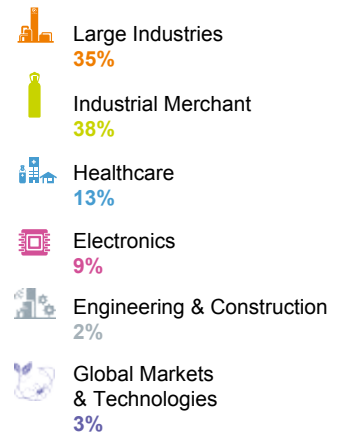 Large Industries
35%
Industrial Merchant
38%
Healthcare
13%
Electronics
9%
Engineering & Construction
2%
Global Markets
& Technologies
3%